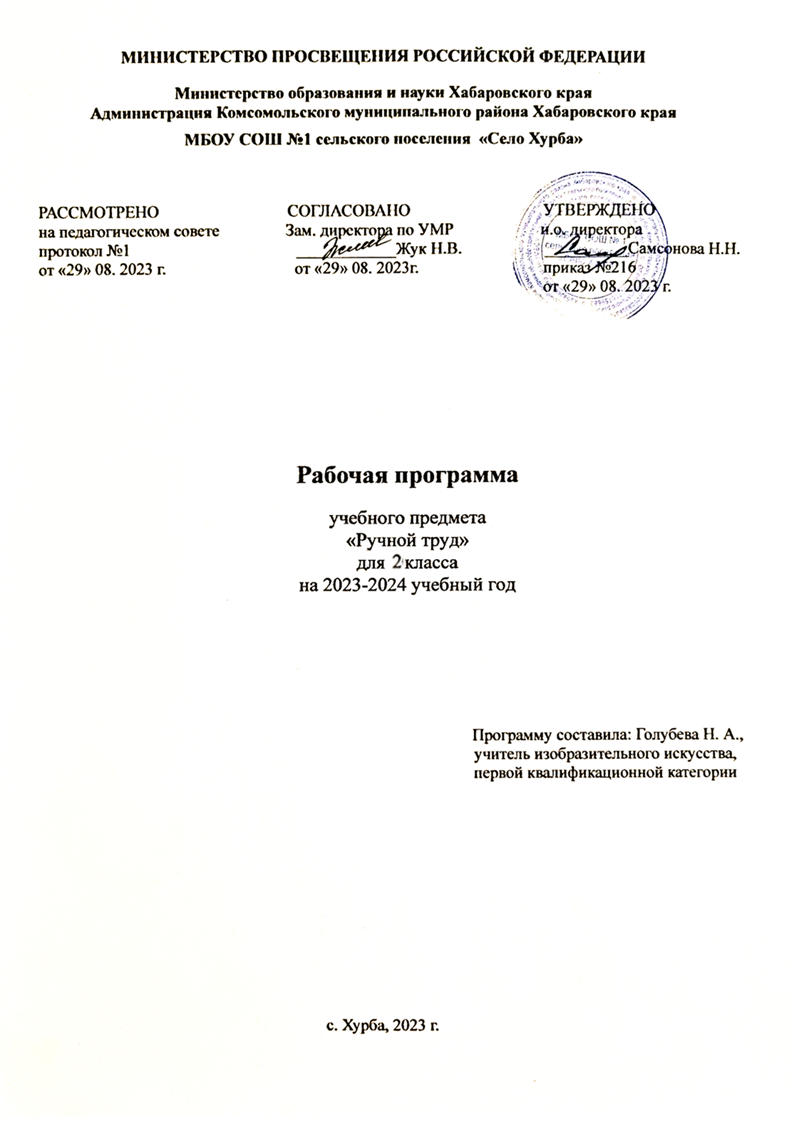 МИНИСТЕРСТВО ПРОСВЕЩЕНИЯ РОССИЙСКОЙ ФЕДЕРАЦИИ
Министерство образования и науки Хабаровского края
Администрация Комсомольского муниципального района Хабаровского края
МБОУ СОШ №1 сельского поселения «Село Хурба»
РАССМОТРЕНО
на педагогическом совете
протокол №1
от «29» 08. 2023 г.
СОГЛАСОВАНО
Зам. директора по УМР
Жук Н.В.
от «29» 08. 2023г.
УТВЕРЖДЕНО
и.о. директора
Самсонова Н.Н.
приказ №216
от «29» 08. 2023 г.
Рабочая программа
учебного предмета
«Ручной труд»
для 2 класса
на 2023-2024 учебный год
Программу составила: Голубева Н. А.,
учитель изобразительного искусства,
первой квалификационной категории
с. Хурба, 2023 г.